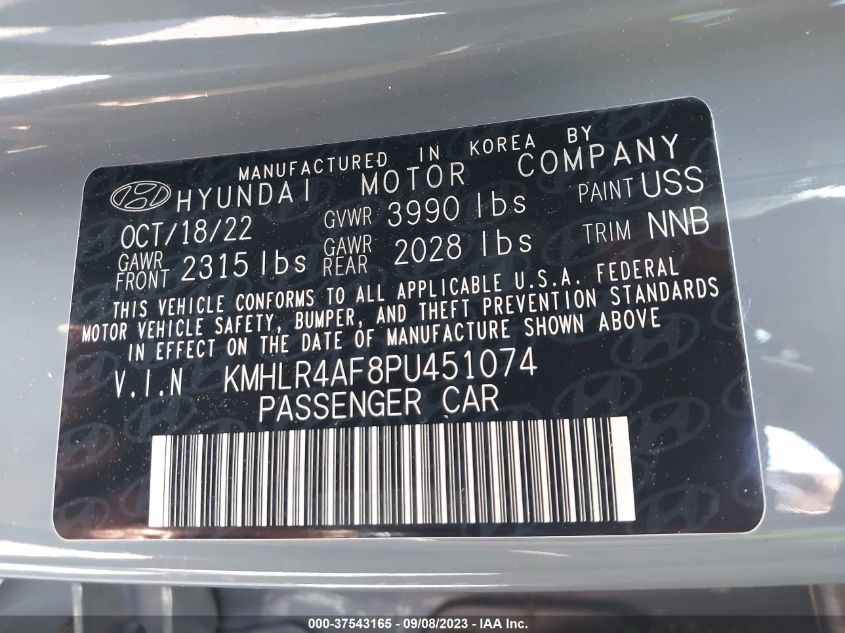 MANUFACTURED IN KOREA BY
HYUNDAI MOTOR COMPANY
OCT/18/22 GVWR 3990 lbs PAINT USS
GAWR FRONT 2315 lbs GAWR REAR 2028 lbs TRIM NNB
THIS VEHICLE CONFORMS TO ALL APPLICABLE U.S.A. FEDERAL
MOTOR VEHICLE SAFETY, BUMPER, AND THEFT PREVENTION STANDARDS
IN EFFECT ON THE DATE OF MANUFACTURE SHOWN ABOVE
V.I.N KMHLR4AF8PU451074
PASSENGER CAR
000-37543165 - 09/08/2023 - IAAI.com